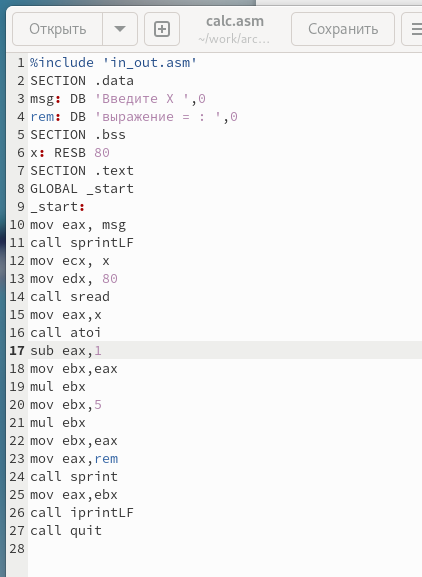 Открыть
calc.asm
~/work/arc...
Сохранить
1 %include 'in_out.asm'
2 SECTION .data
3 msg: DB 'Введите X ',0
4 rem: DB 'выражение = : ',0
5 SECTION .bss
6 x: RESB 80
7 SECTION .text
8 GLOBAL _start
9 _start:
10 mov eax, msg
11 call sprintLF
12 mov ecx, x
13 mov edx, 80
14 call sread
15 mov eax,x
16 call atoi
17 sub eax,1
18 mov ebx,eax
19 mul ebx
20 mov ebx,5
21 mul ebx
22 mov ebx,eax
23 mov eax,rem
24 call sprint
25 mov eax,ebx
26 call iprintLF
27 call quit
28